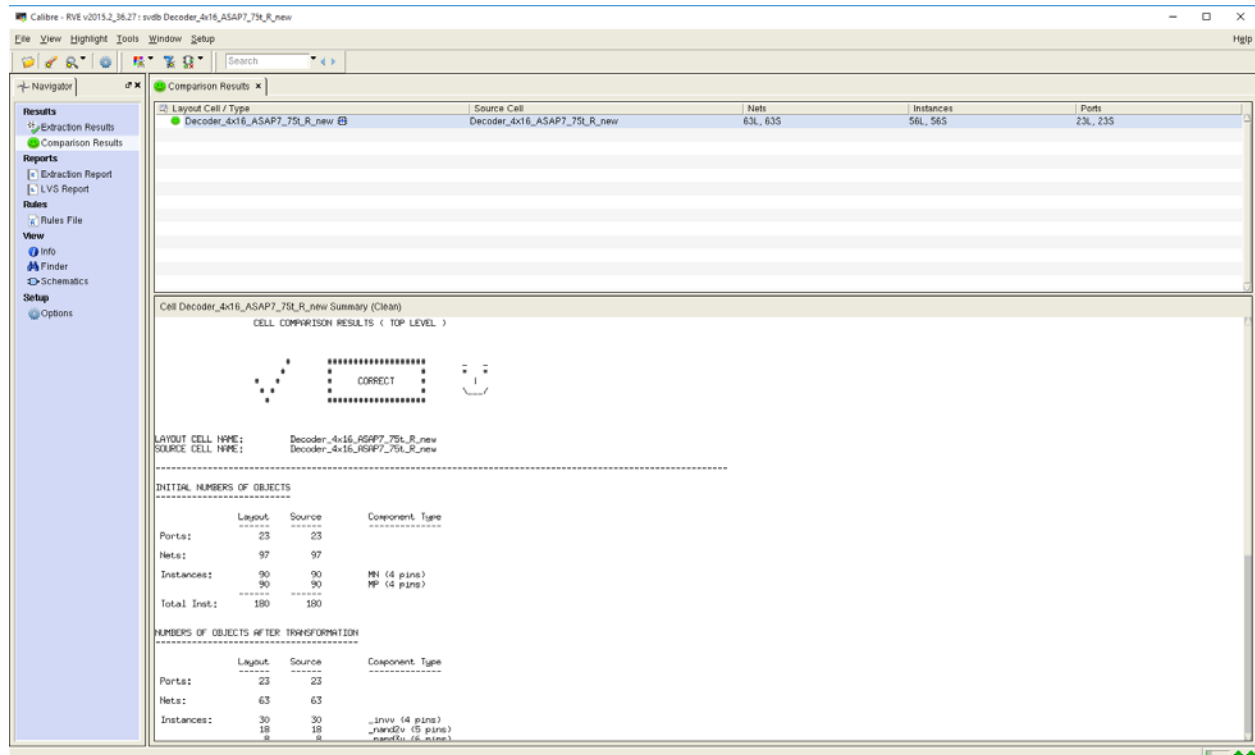 Calibre - RVE v2015.2_36.27 : svdb Decoder_4x16_ASAP7_75t_R_new
File View Highlight Tools Window Setup Help
Search
Navigator
Comparison Results
Results
Extraction Results
Comparison Results
Reports
Extraction Report
LVS Report
Rules
Rules File
View
Info
Finder
Schematics
Setup
Options
Layout Cell / Type Source Cell Nets Instances Ports
Decoder_4x16_ASAP7_75t_R_new Decoder_4x16_ASAP7_75t_R_new 63L, 63S 56L, 56S 23L, 23S
Cell Decoder_4x16_ASAP7_75t_R_new Summary (Clean)
CELL COMPARISON RESULTS ( TOP LEVEL )
CORRECT
LAYOUT CELL NAME: Decoder_4x16_ASAP7_75t_R_new
SOURCE CELL NAME: Decoder_4x16_ASAP7_75t_R_new
INITIAL NUMBERS OF OBJECTS
Layout Source Component Type
Ports: 23 23
Nets: 97 97
Instances: 90 90 MN (4 pins)
90 90 MP (4 pins)
Total Inst: 180 180
NUMBERS OF OBJECTS AFTER TRANSFORMATION
Layout Source Component Type
Ports: 23 23
Nets: 63 63
Instances: 30 30 _invv (4 pins)
18 18 _nand2v (5 pins)
8 8 _nand3v (6 pins)